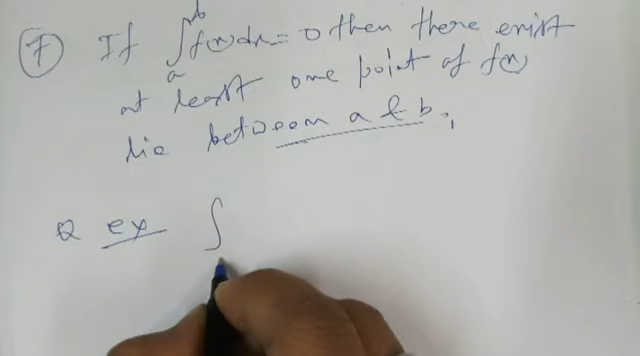 (7) If ∫_a^b f(x)dx = 0 then there exist
at least one point of f(x)
lie between a & b.,
Q ex ∫